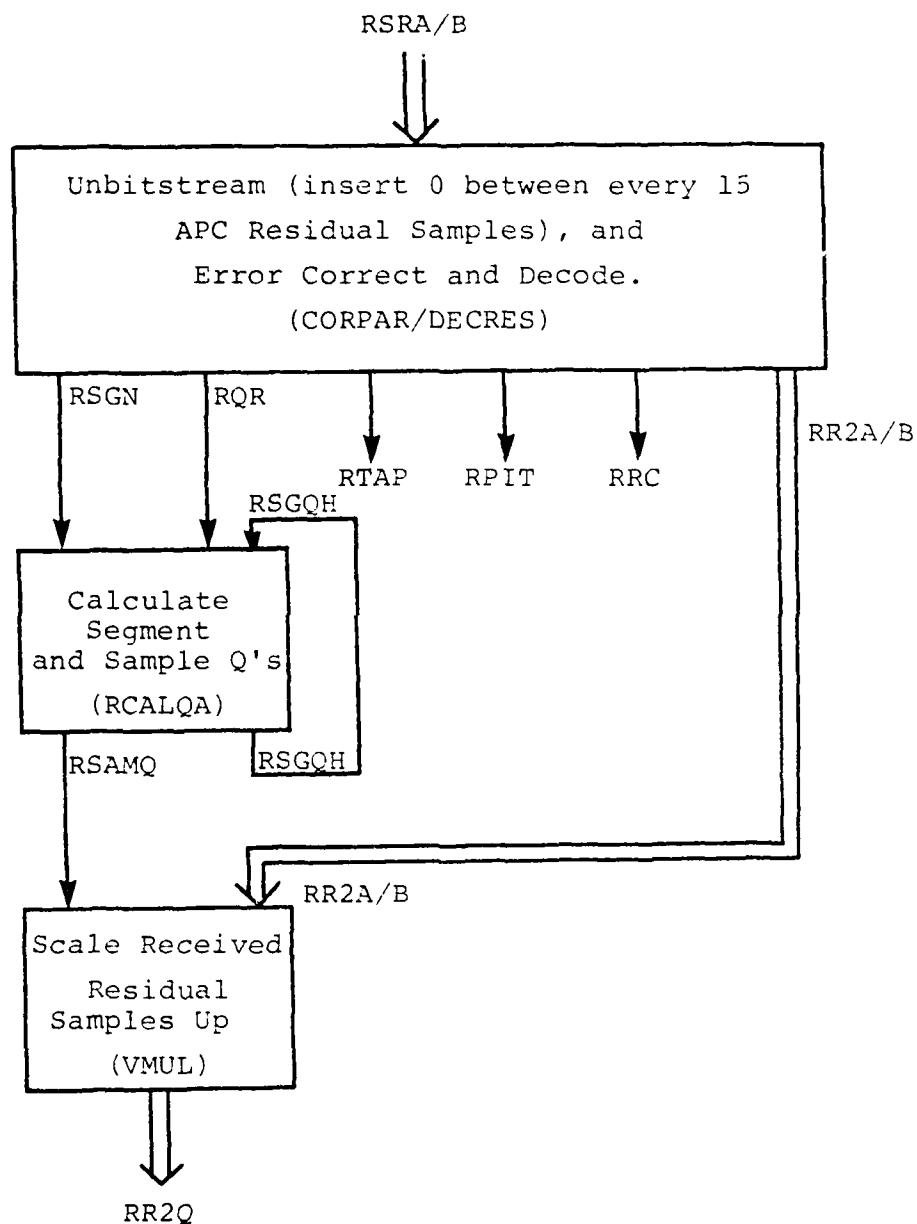 RSRA/B
Unbitstream (insert 0 between every 15
APC Residual Samples), and
Error Correct and Decode.
(CORPAR/DECRES)
RSGN
RQR
RR2A/B
RTAP
RPIT
RRC
RSGQH
Calculate
Segment
and Sample Q's
(RCALQA)
RSAMQ
RSGQH
RR2A/B
Scale Received
Residual
Samples Up
(VMUL)
RR2Q